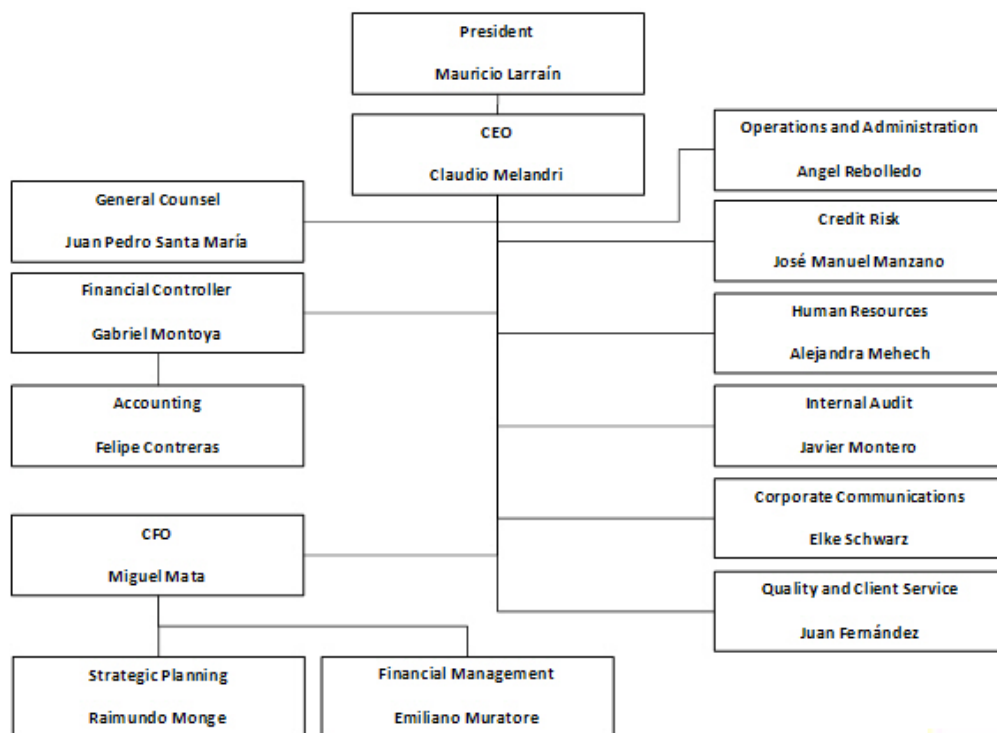 President
Mauricio Larraín
CEO
Claudio Melandri
Operations and Administration
Angel Rebolledo
General Counsel
Juan Pedro Santa María
Credit Risk
José Manuel Manzano
Financial Controller
Gabriel Montoya
Human Resources
Alejandra Mehech
Accounting
Felipe Contreras
Internal Audit
Javier Montero
Corporate Communications
Elke Schwarz
CFO
Miguel Mata
Quality and Client Service
Juan Fernández
Strategic Planning
Raimundo Monge
Financial Management
Emiliano Muratore